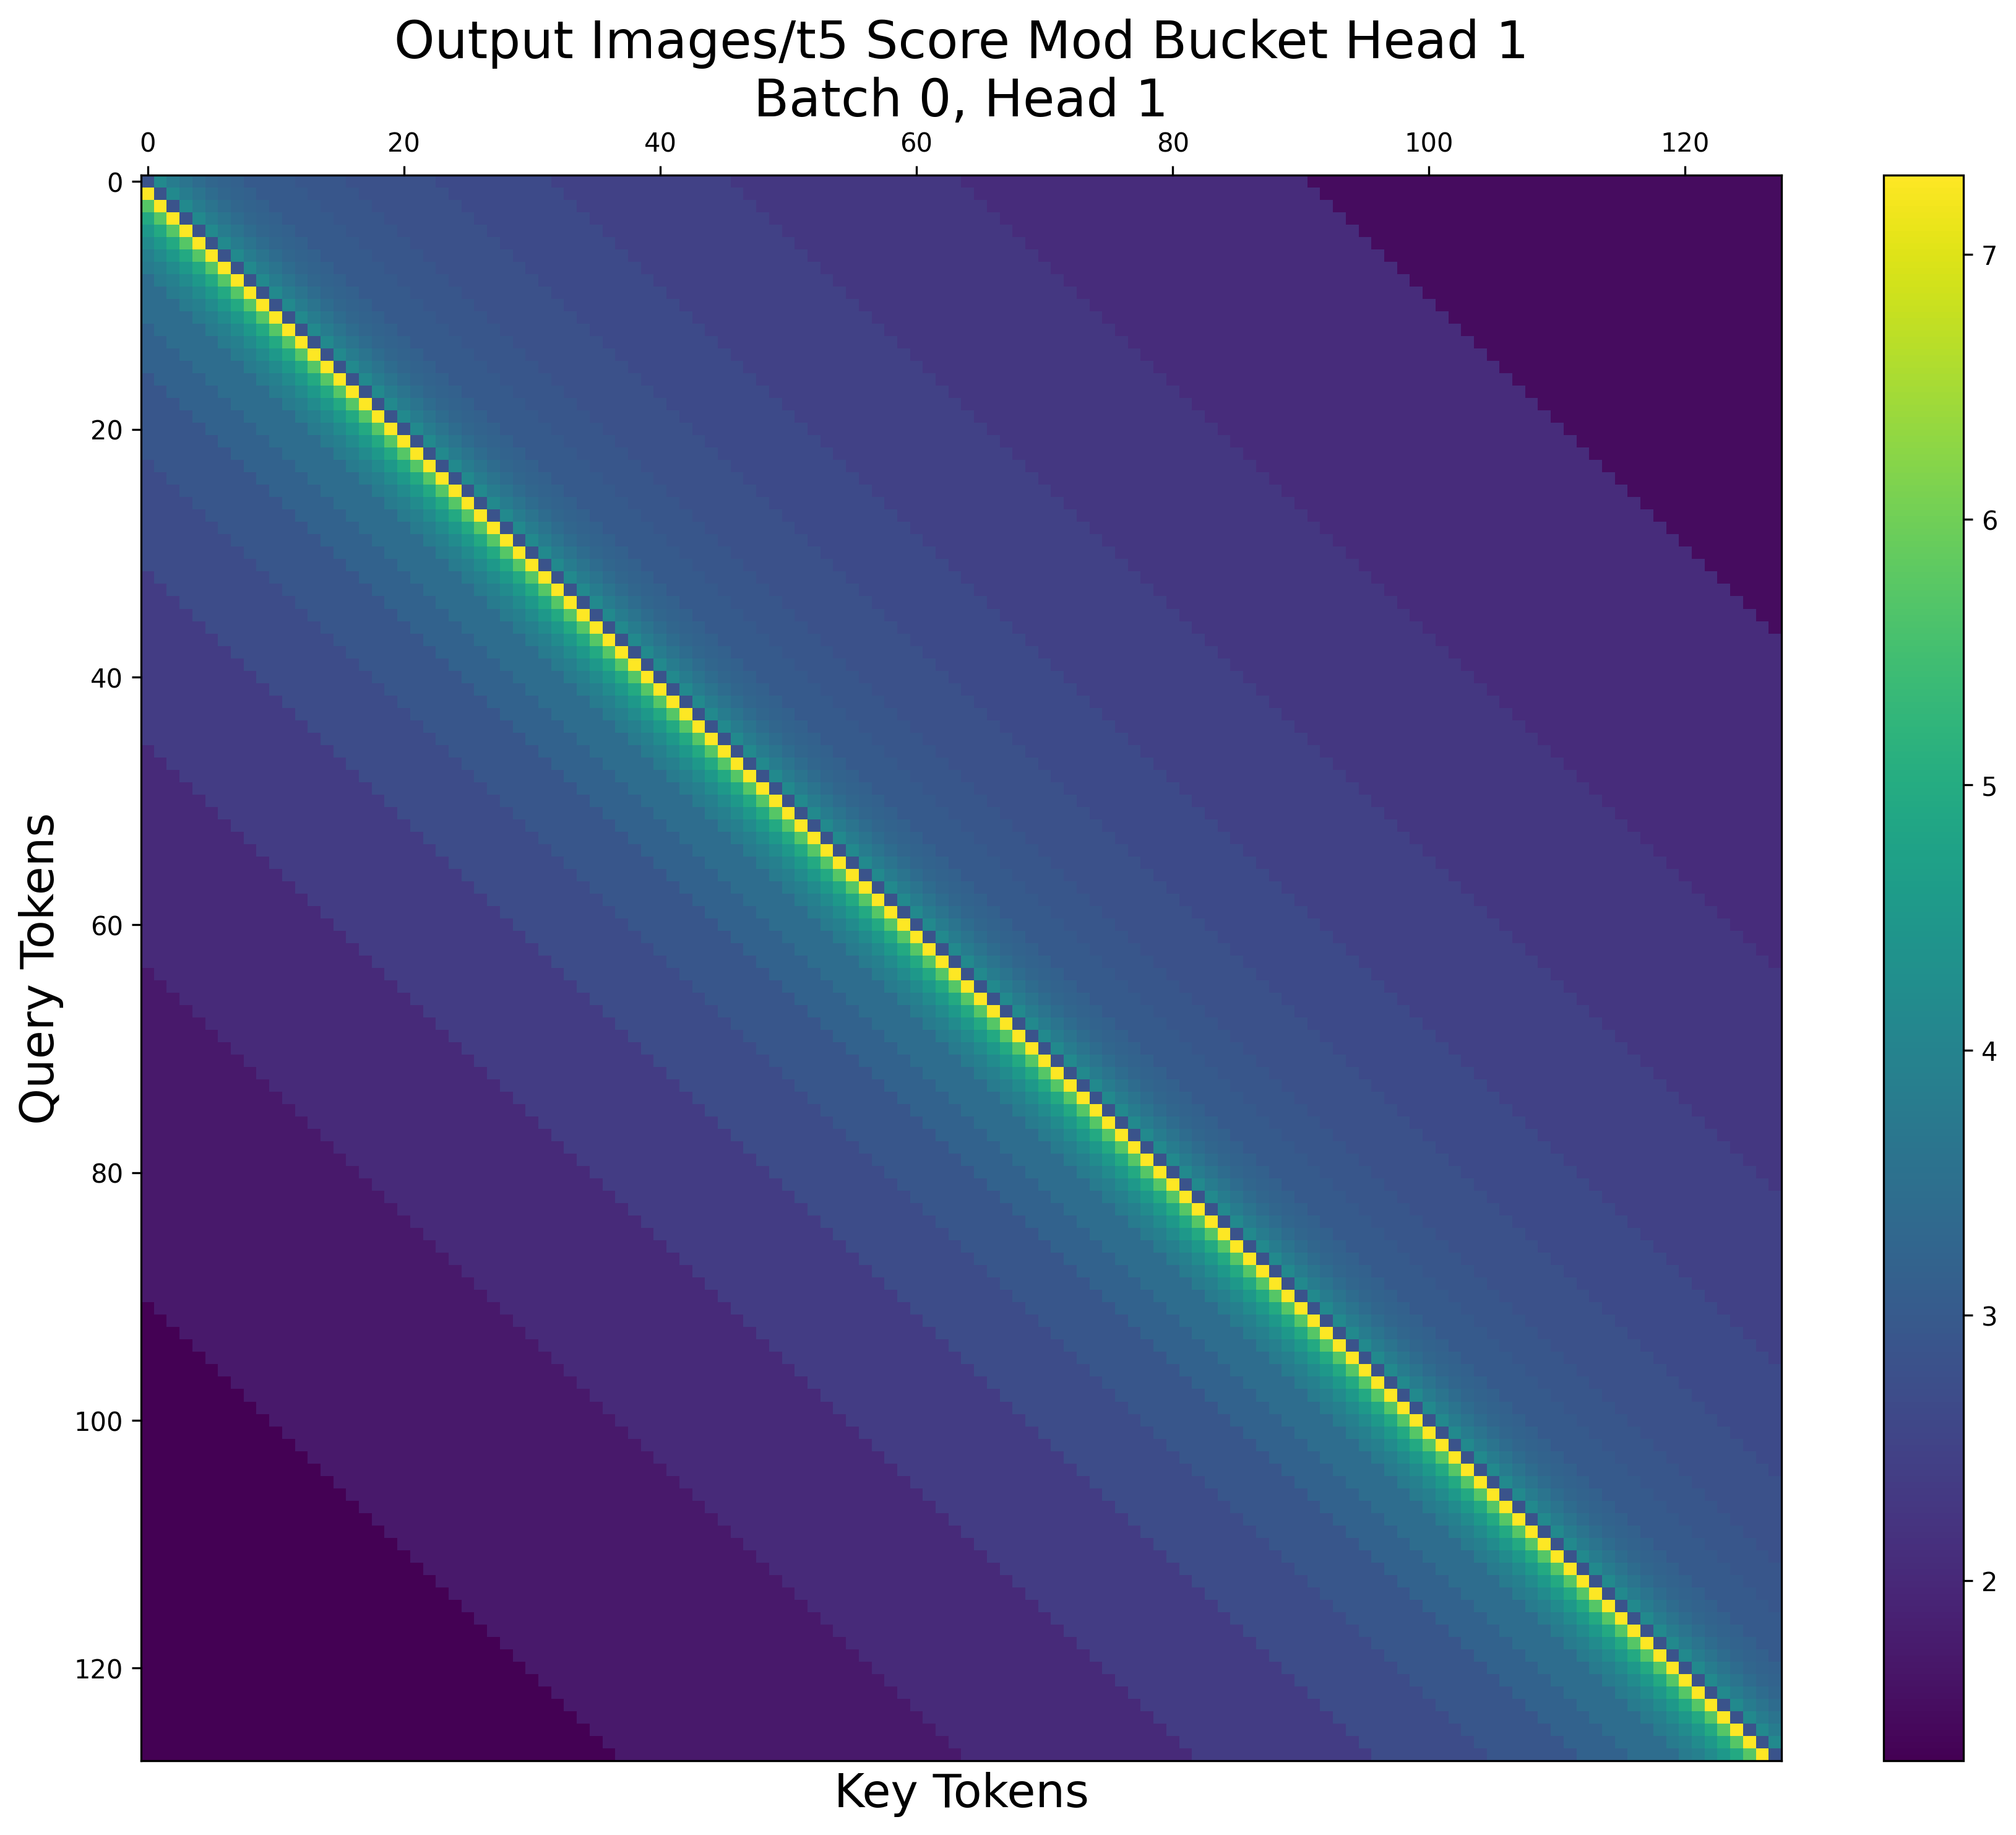 Output Images/t5 Score Mod Bucket Head 1
Batch 0, Head 1
0 20 40 60 80 100 120
0
20
40
60
80
100
120
Query Tokens
Key Tokens
7
6
5
4
3
2